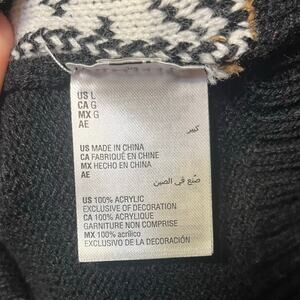 US L
CA G
MX G
AE
كبير
US MADE IN CHINA
CA FABRIQUÉ EN CHINE
MX HECHO EN CHINA
AE
صنع في الصين
US 100% ACRYLIC
EXCLUSIVE OF DECORATION
CA 100% ACRYLIQUE
GARNITURE NON COMPRISE
MX 100% acrílico
EXCLUSIVO DE LA DECORACIÓN